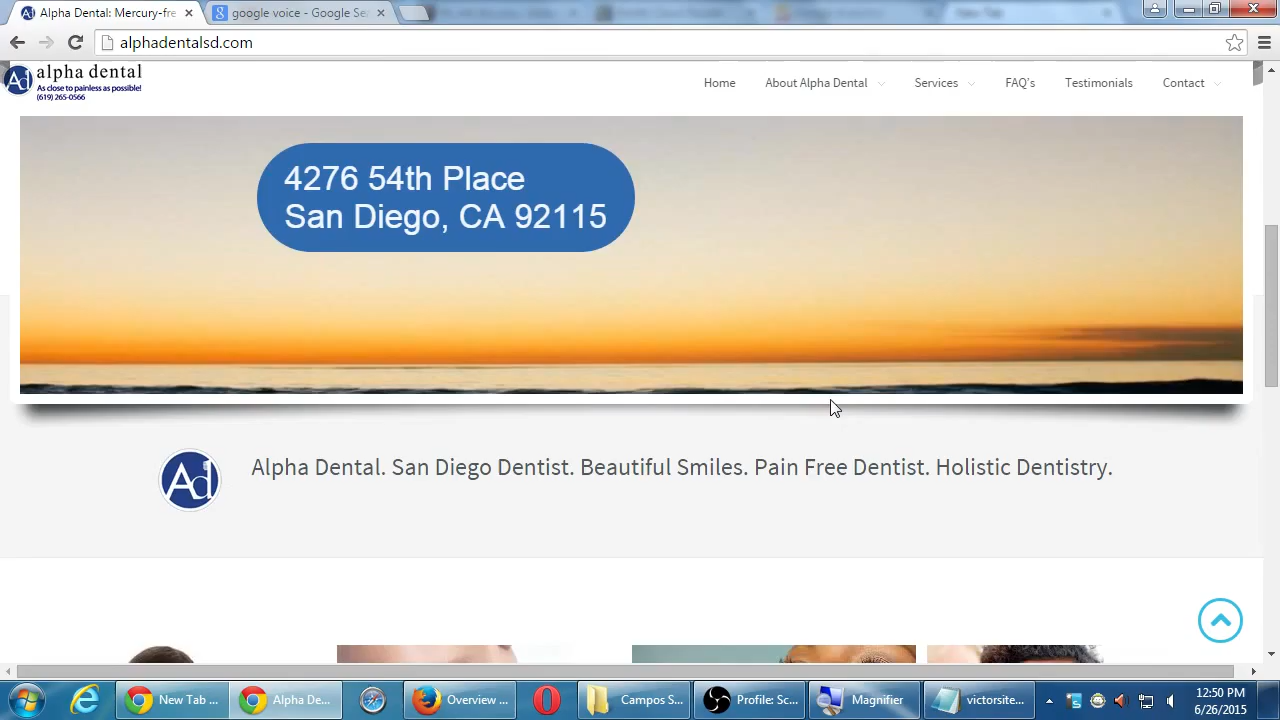 Alpha Dental: Mercury-fre
google voice - Google Se
New Tab
alphadentalsd.com
alpha dental
As close to painless as possible!
(619) 265-0566
Home
About Alpha Dental
Services
FAQ's
Testimonials
Contact
4276 54th Place
San Diego, CA 92115
Ad
Alpha Dental. San Diego Dentist. Beautiful Smiles. Pain Free Dentist. Holistic Dentistry.
New Tab ...
Alpha De...
Overview ...
Campos S...
Profile: Sc...
Magnifier
victorsite...
12:50 PM
6/26/2015